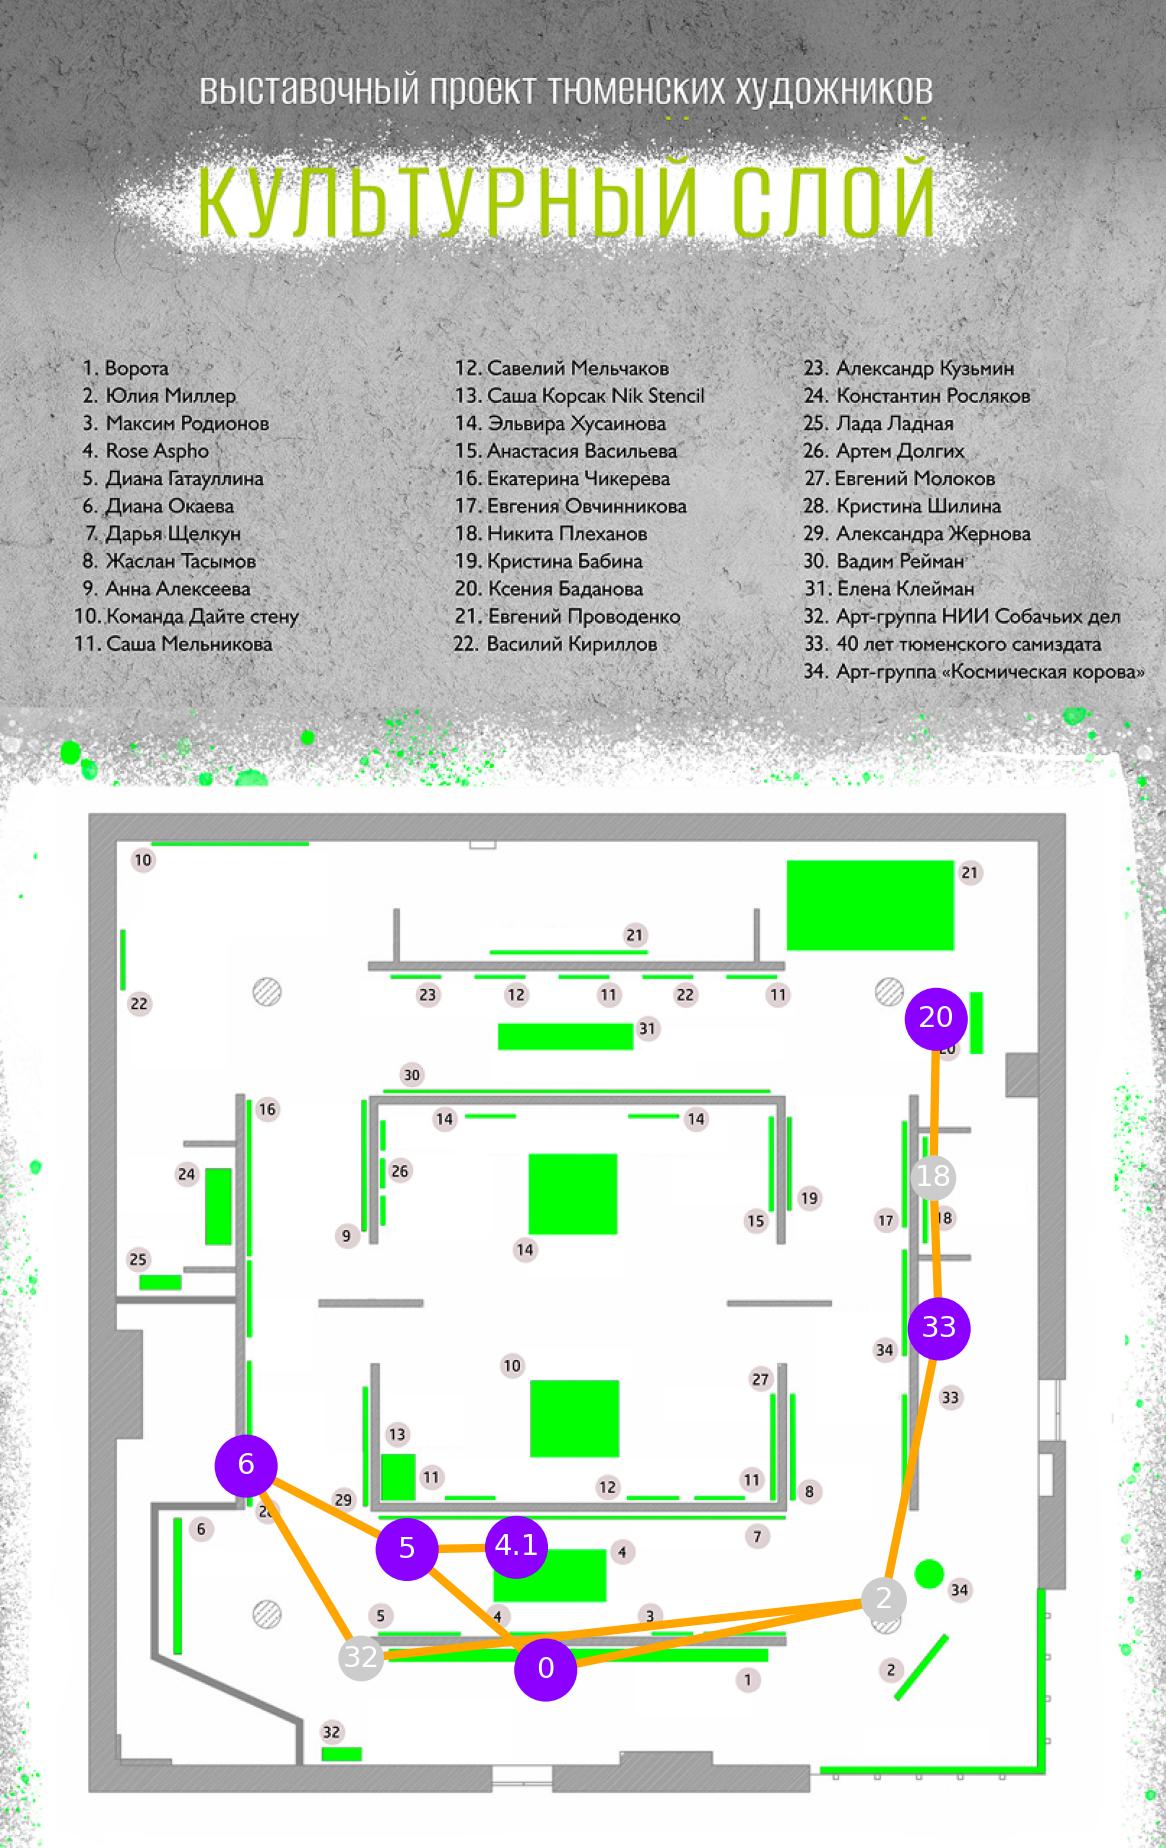 выставочный проект тюменских художников
КУЛЬТУРНЫЙ СЛОЙ
1. Ворота
2. Юлия Миллер
3. Максим Родионов
4. Rose Aspho
5. Диана Гатауллина
6. Диана Окаева
7. Дарья Щелкун
8. Жаслан Тасымов
9. Анна Алексеева
10. Команда Дайте стену
11. Саша Мельникова
12. Савелий Мельчаков
13. Саша Корсак Nik Stencil
14. Эльвира Хусаинова
15. Анастасия Васильева
16. Екатерина Чикерева
17. Евгения Овчинникова
18. Никита Плеханов
19. Кристина Бабина
20. Ксения Баданова
21. Евгений Проводенко
22. Василий Кириллов
23. Александр Кузьмин
24. Константин Росляков
25. Лада Ладная
26. Артем Долгих
27. Евгений Молоков
28. Кристина Шилина
29. Александра Жернова
30. Вадим Рейман
31. Елена Клейман
32. Арт-группа НИИ Собачьих дел
33. 40 лет тюменского самиздата
34. Арт-группа «Космическая корова»
10
21
21
22
23
12
11
22
11
20
31
20
30
16
14
14
24
26
18
9
15
19
17
18
25
14
33
34
10
27
33
13
6
11
12
11
8
29
6
7
5
4.1
4
34
2
5
4
3
32
0
2
1
32